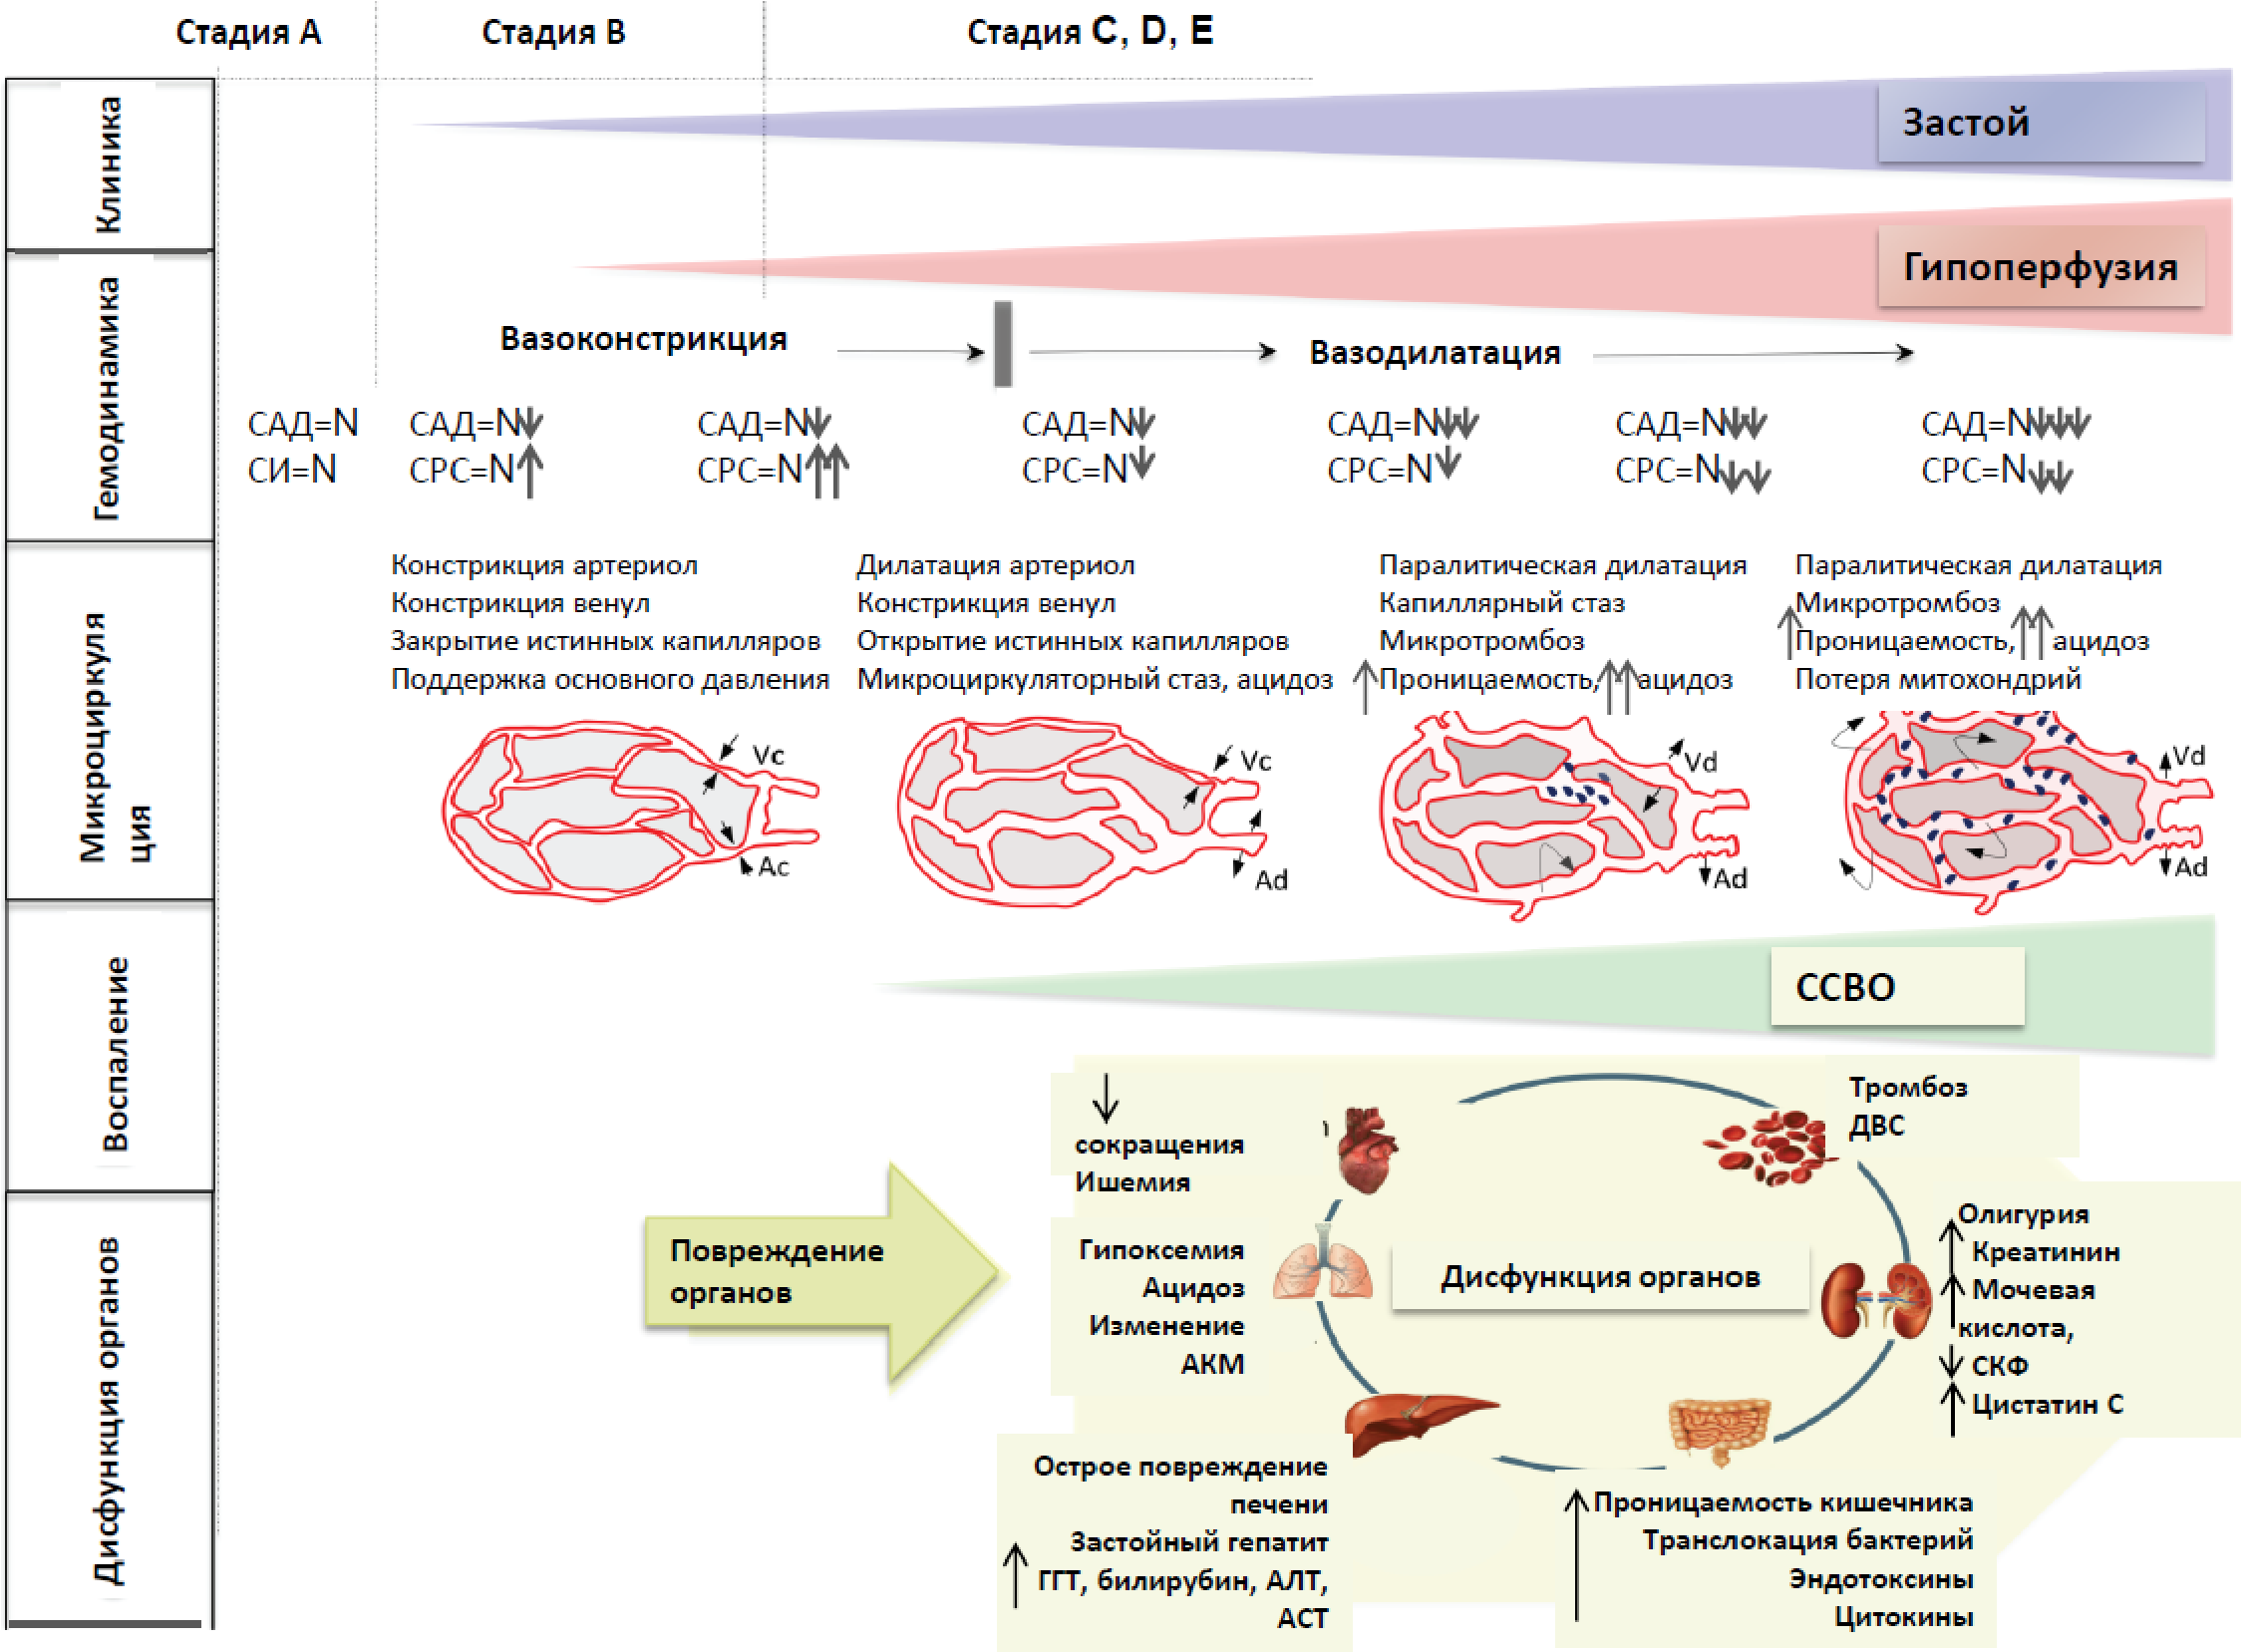 Стадия А
Стадия В
Стадия C, D, E
Клиника
Застой
Гипоперфузия
Гемодинамика
Вазоконстрикция
Вазодилатация
САД=N
СИ=N
САД=N↓
СРС=N↑
САД=N↓
СРС=N↑↑
САД=N↓
СРС=N↓
САД=N↓↓
СРС=N↓
САД=N↓↓
СРС=N↓↓
САД=N↓↓↓
СРС=N↓↓
Микроциркуля
ция
Констрикция артериол
Констрикция венул
Закрытие истинных капилляров
Поддержка основного давления
Дилатация артериол
Констрикция венул
Открытие истинных капилляров
Микроциркуляторный стаз, ацидоз
Паралитическая дилатация
Капиллярный стаз
Микротромбоз
↑Проницаемость,↑↑ацидоз
Паралитическая дилатация
Микротромбоз
↑Проницаемость,↑↑ацидоз
Потеря митохондрий
Vc
Ac
Vc
Ad
Vd
Ad
Vd
Ad
Воспаление
ССВО
Дисфункция органов
Повреждение
органов
↓
сокращения
Ишемия
Тромбоз
ДВС
Гипоксемия
Ацидоз
Изменение
АКМ
Дисфункция органов
Олигурия
↑Креатинин
↑Мочевая
кислота,
↓СКФ
↑Цистатин С
Острое повреждение
печени
Застойный гепатит
↑ГГТ, билирубин, АЛТ,
АСТ
↑Проницаемость кишечника
Транслокация бактерий
Эндотоксины
Цитокины